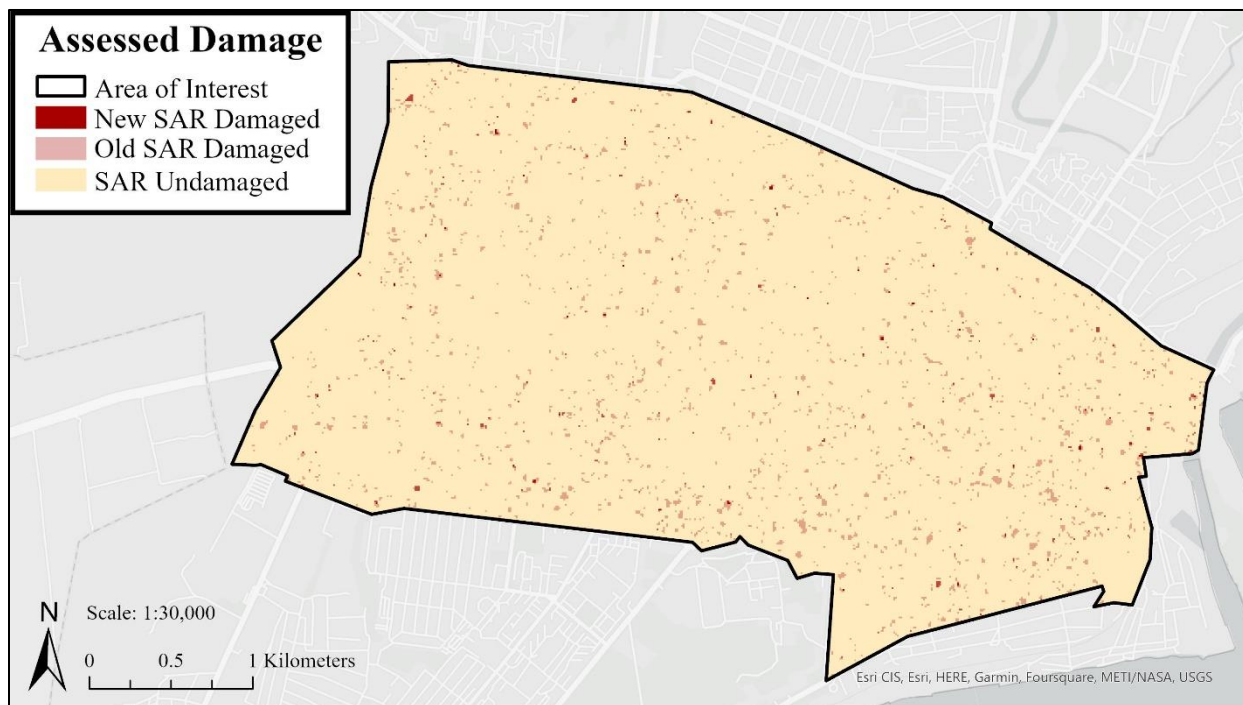 Assessed Damage
Area of Interest
New SAR Damaged
Old SAR Damaged
SAR Undamaged
N
Scale: 1:30,000
0 0.5 1 Kilometers
Esri CIS, Esri, HERE, Garmin, Foursquare, METI/NASA, USGS